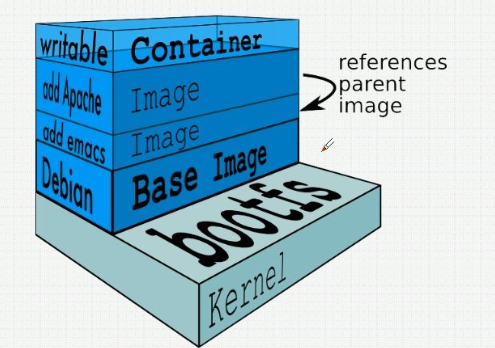 writable Container
add Apache Image
add emacs Image
Debian Base Image
bootfs
Kernel
references
parent
image